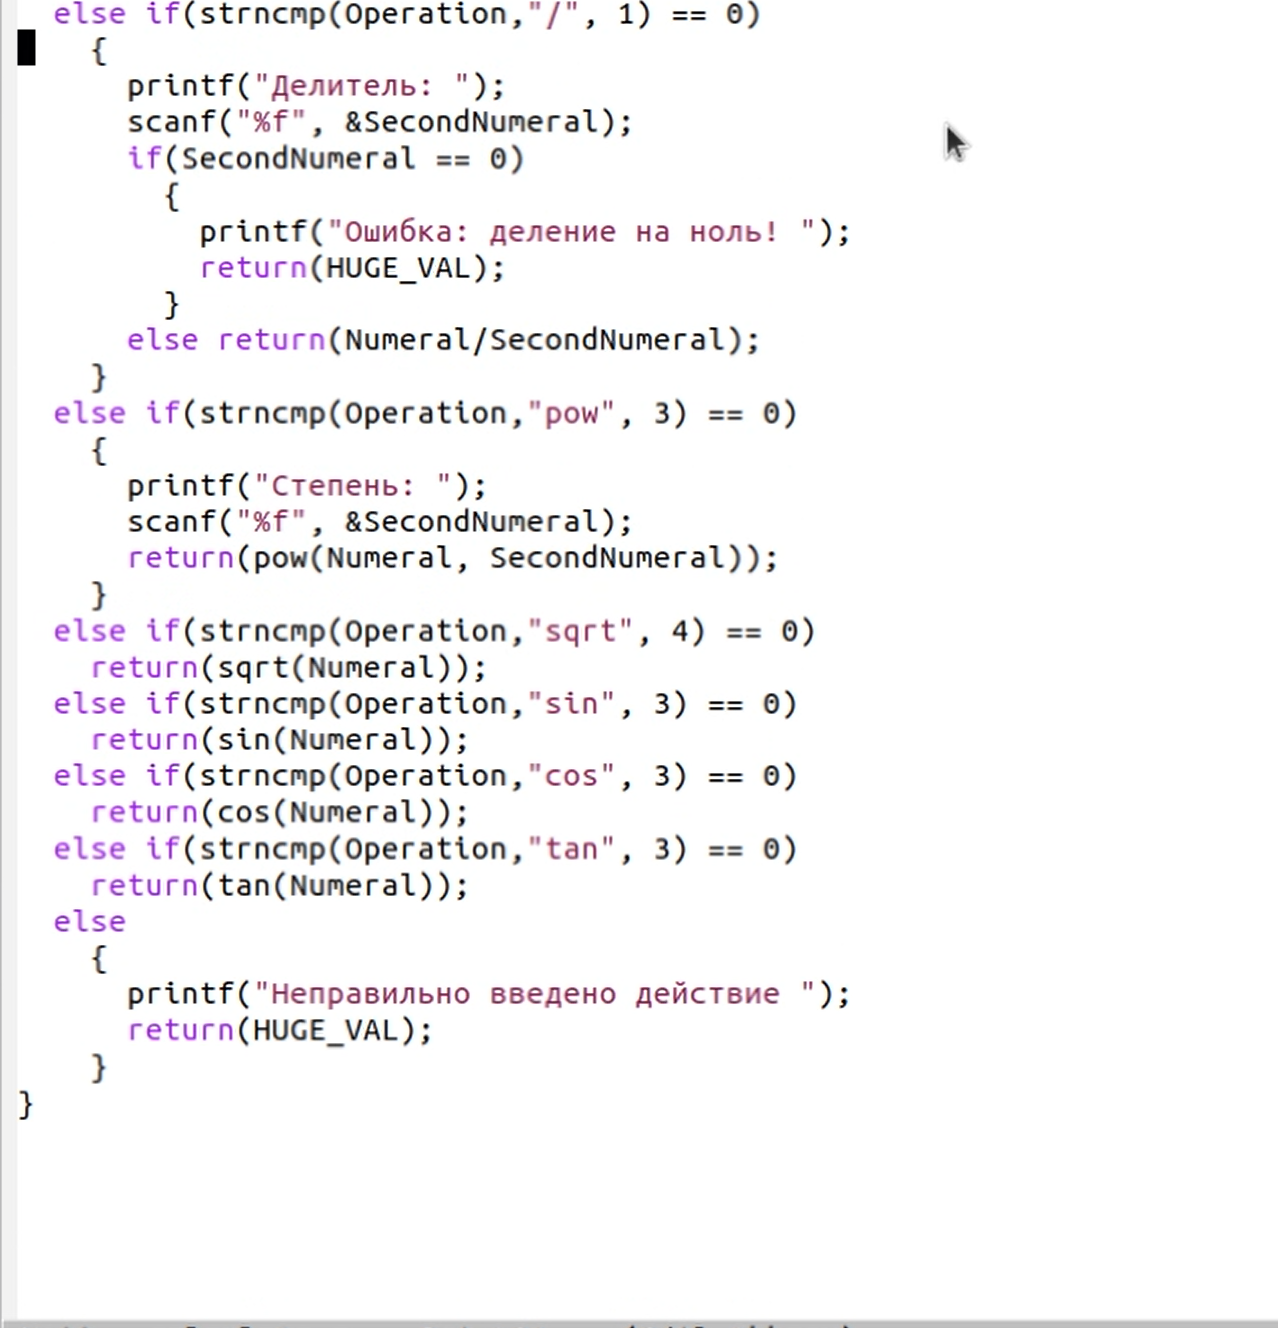 else if(strncmp(Operation,"/", 1) == 0)
{
printf("Делитель: ");
scanf("%f", &SecondNumeral);
if(SecondNumeral == 0)
{
printf("Ошибка: деление на ноль! ");
return(HUGE_VAL);
}
else return(Numeral/SecondNumeral);
}
else if(strncmp(Operation,"pow", 3) == 0)
{
printf("Степень: ");
scanf("%f", &SecondNumeral);
return(pow(Numeral, SecondNumeral));
}
else if(strncmp(Operation,"sqrt", 4) == 0)
return(sqrt(Numeral));
else if(strncmp(Operation,"sin", 3) == 0)
return(sin(Numeral));
else if(strncmp(Operation,"cos", 3) == 0)
return(cos(Numeral));
else if(strncmp(Operation,"tan", 3) == 0)
return(tan(Numeral));
else
{
printf("Неправильно введено действие ");
return(HUGE_VAL);
}
}